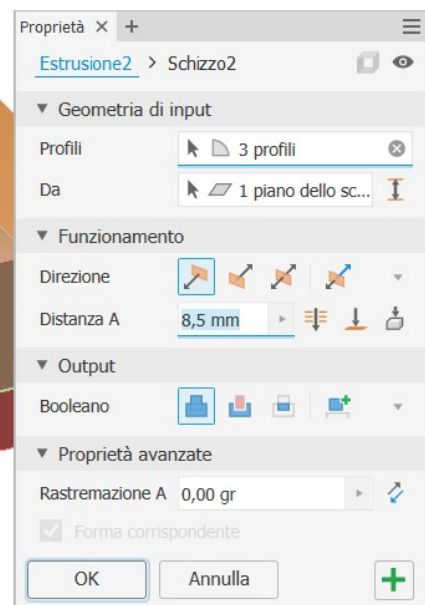 Proprietà × +
Estrusione2 > Schizzo2
Geometria di input
Profili 3 profili
Da 1 piano dello sc...
Funzionamento
Direzione
Distanza A 8,5 mm
Output
Booleano
Proprietà avanzate
Rastremazione A 0,00 gr
Forma corrispondente
OK Annulla